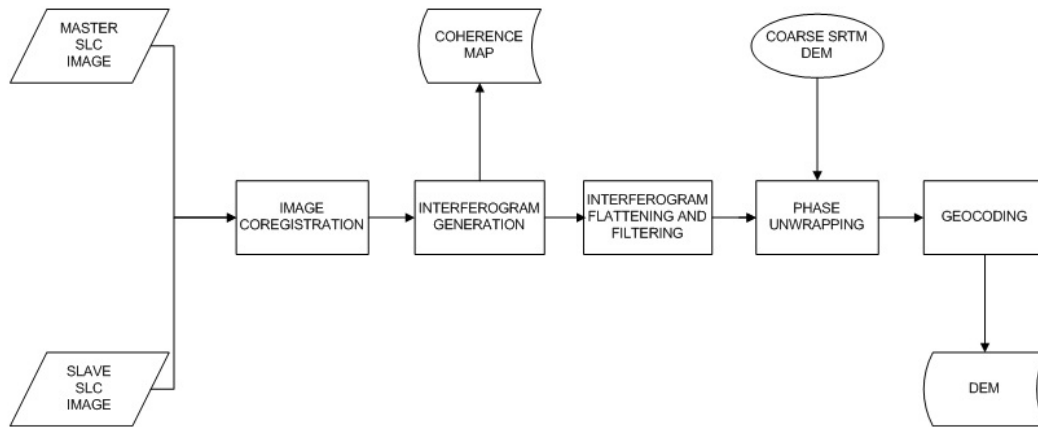 MASTER
SLC
IMAGE
COHERENCE
MAP
COARSE SRTM
DEM
IMAGE
COREGISTRATION
INTERFEROGRAM
GENERATION
INTERFEROGRAM
FLATTENING AND
FILTERING
PHASE
UNWRAPPING
GEOCODING
SLAVE
SLC
IMAGE
DEM